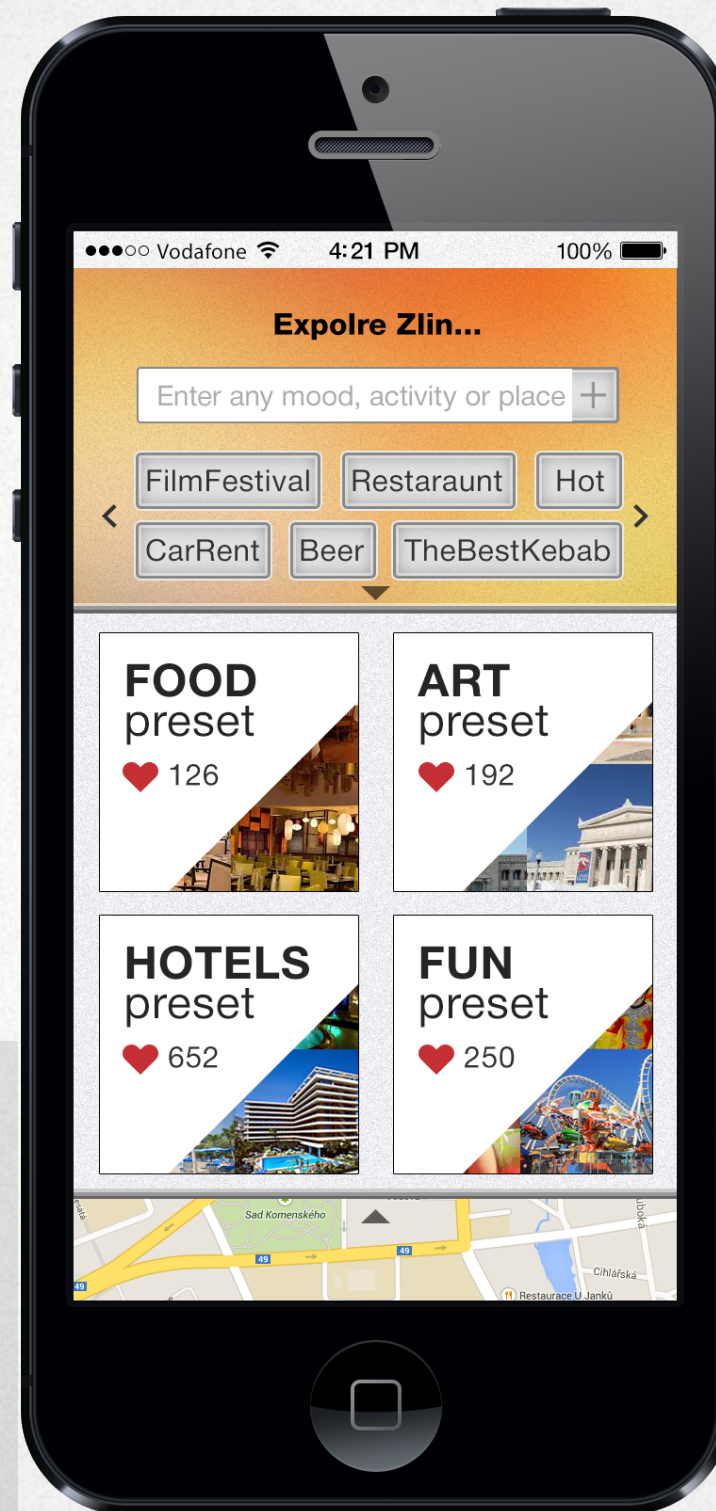 Vodafone 4:21 PM 100%
Expolre Zlin...
Enter any mood, activity or place +
FilmFestival Restaraunt Hot
CarRent Beer TheBestKebab
FOOD
preset
126
ART
preset
192
HOTELS
preset
652
FUN
preset
250
Sad Komenského
49
49
49
Cihlářská
Restaurace U Janků